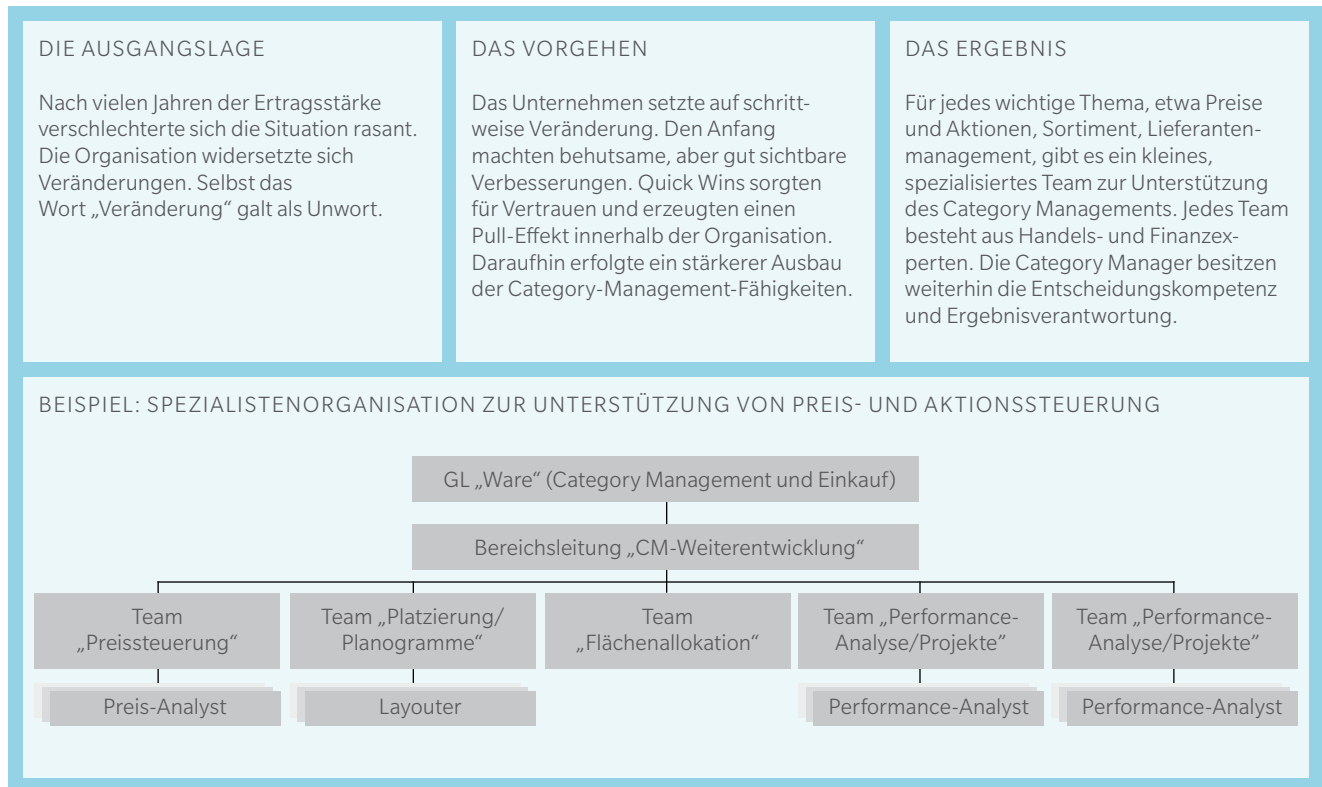 DIE AUSGANGSLAGE
Nach vielen Jahren der Ertragsstärke
verschlechterte sich die Situation rasant.
Die Organisation widersetzte sich
Veränderungen. Selbst das
Wort „Veränderung“ galt als Unwort.
DAS VORGEHEN
Das Unternehmen setzte auf schritt-
weise Veränderung. Den Anfang
machten behutsame, aber gut sichtbare
Verbesserungen. Quick Wins sorgten
für Vertrauen und erzeugten einen
Pull-Effekt innerhalb der Organisation.
Daraufhin erfolgte ein stärkerer Ausbau
der Category-Management-Fähigkeiten.
DAS ERGEBNIS
Für jedes wichtige Thema, etwa Preise
und Aktionen, Sortiment, Lieferanten-
management, gibt es ein kleines,
spezialisiertes Team zur Unterstützung
des Category Managements. Jedes Team
besteht aus Handels- und Finanzex-
perten. Die Category Manager besitzen
weiterhin die Entscheidungskompetenz
und Ergebnisverantwortung.
BEISPIEL: SPEZIALISTENORGANISATION ZUR UNTERSTÜTZUNG VON PREIS- UND AKTIONSSTEUERUNG
GL „Ware“ (Category Management und Einkauf)
Bereichsleitung „CM-Weiterentwicklung“
Team
„Preissteuerung“
Team „Platzierung/
Planogramme“
Team
„Flächenallokation“
Team „Performance-
Analyse/Projekte”
Team „Performance-
Analyse/Projekte”
Preis-Analyst
Layouter
Performance-Analyst
Performance-Analyst